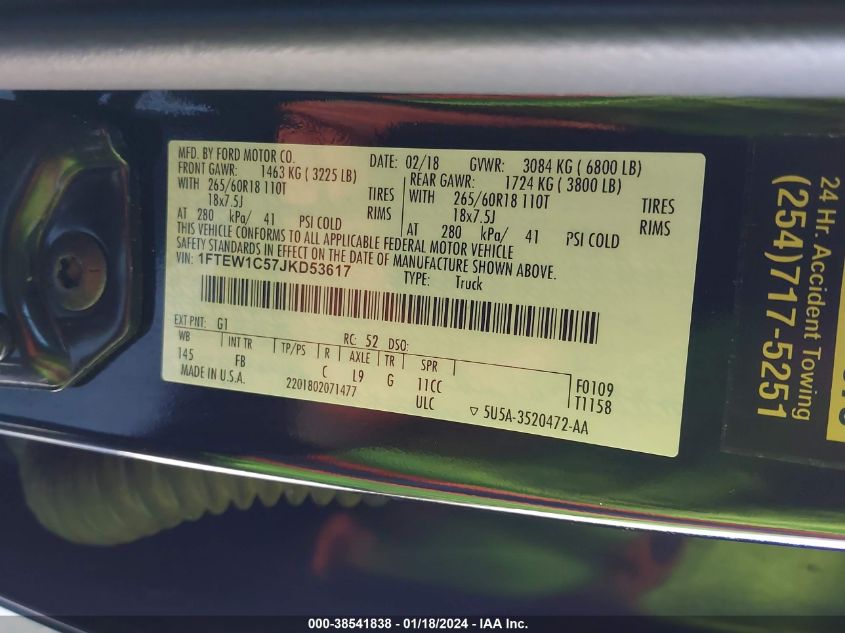 MFD. BY FORD MOTOR CO. DATE: 02/18 GVWR: 3084 KG ( 6800 LB)
FRONT GAWR: 1463 KG ( 3225 LB) REAR GAWR: 1724 KG ( 3800 LB)
WITH 265/60R18 110T TIRES WITH 265/60R18 110T TIRES
18x7.5J RIMS 18x7.5J RIMS
AT 280 kPa/ 41 PSI COLD AT 280 kPa/ 41 PSI COLD
THIS VEHICLE CONFORMS TO ALL APPLICABLE FEDERAL MOTOR VEHICLE
SAFETY STANDARDS IN EFFECT ON THE DATE OF MANUFACTURE SHOWN ABOVE.
VIN: 1FTEW1C57JKD53617
TYPE: Truck
EXT PNT: G1 RC: 52 DSO:
WB INT TR TP/PS R AXLE TR SPR
145 FB C L9 G 11CC F0109
MADE IN U.S.A. 2201802071477 ULC T1158
▽ 5U5A-3520472-AA
24 Hr. Accident Towing
(254)717-5251
000-38541838 - 01/18/2024 - IAA Inc.